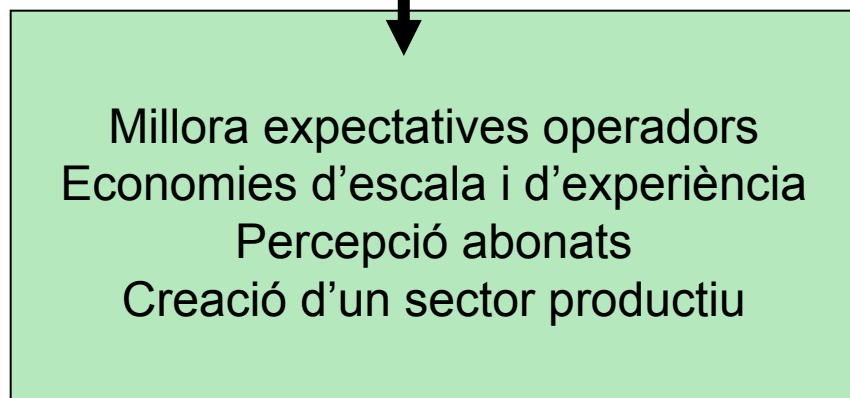 Millora expectatives operadors
Economies d’escala i d’experiència
Percepció abonats
Creació d’un sector productiu